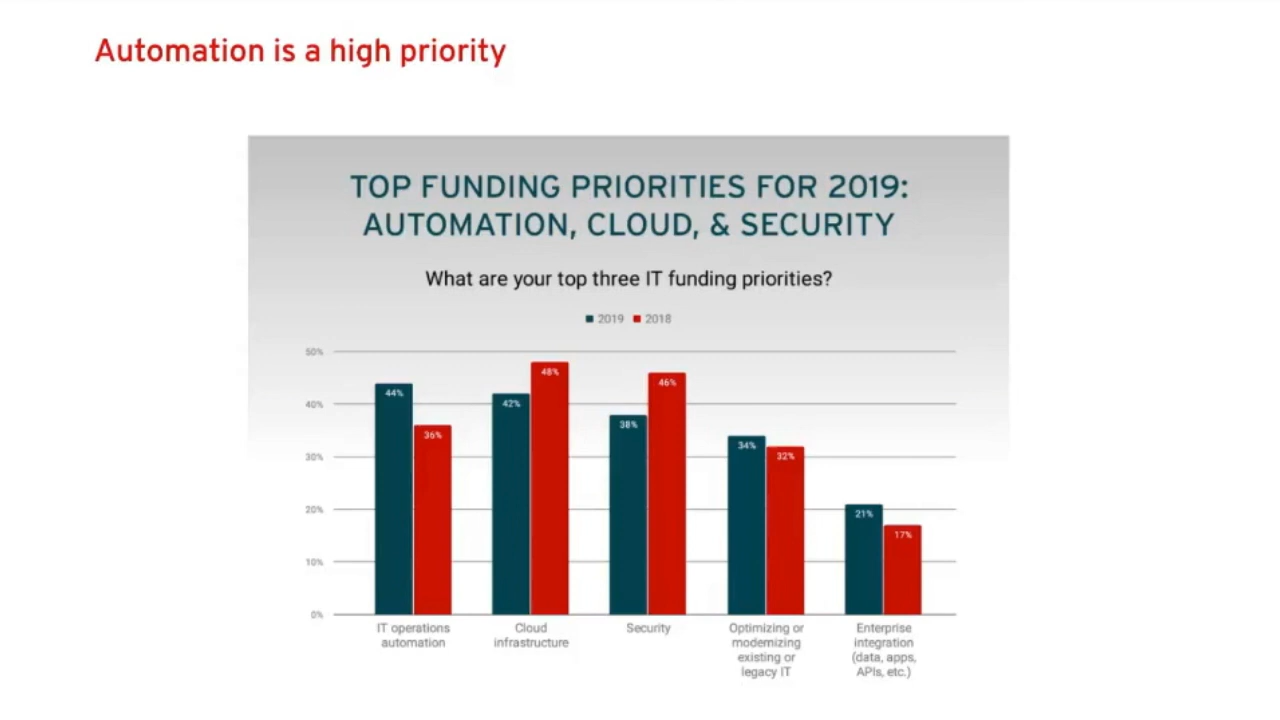 Automation is a high priority
TOP FUNDING PRIORITIES FOR 2019:
AUTOMATION, CLOUD, & SECURITY
What are your top three IT funding priorities?
2019 2018
50%
40%
30%
20%
10%
0%
44%
36%
42%
48%
38%
46%
34%
32%
21%
17%
IT operations
automation
Cloud
infrastructure
Security
Optimizing or
modernizing
existing or
legacy IT
Enterprise
integration
(data, apps,
APIs, etc.)